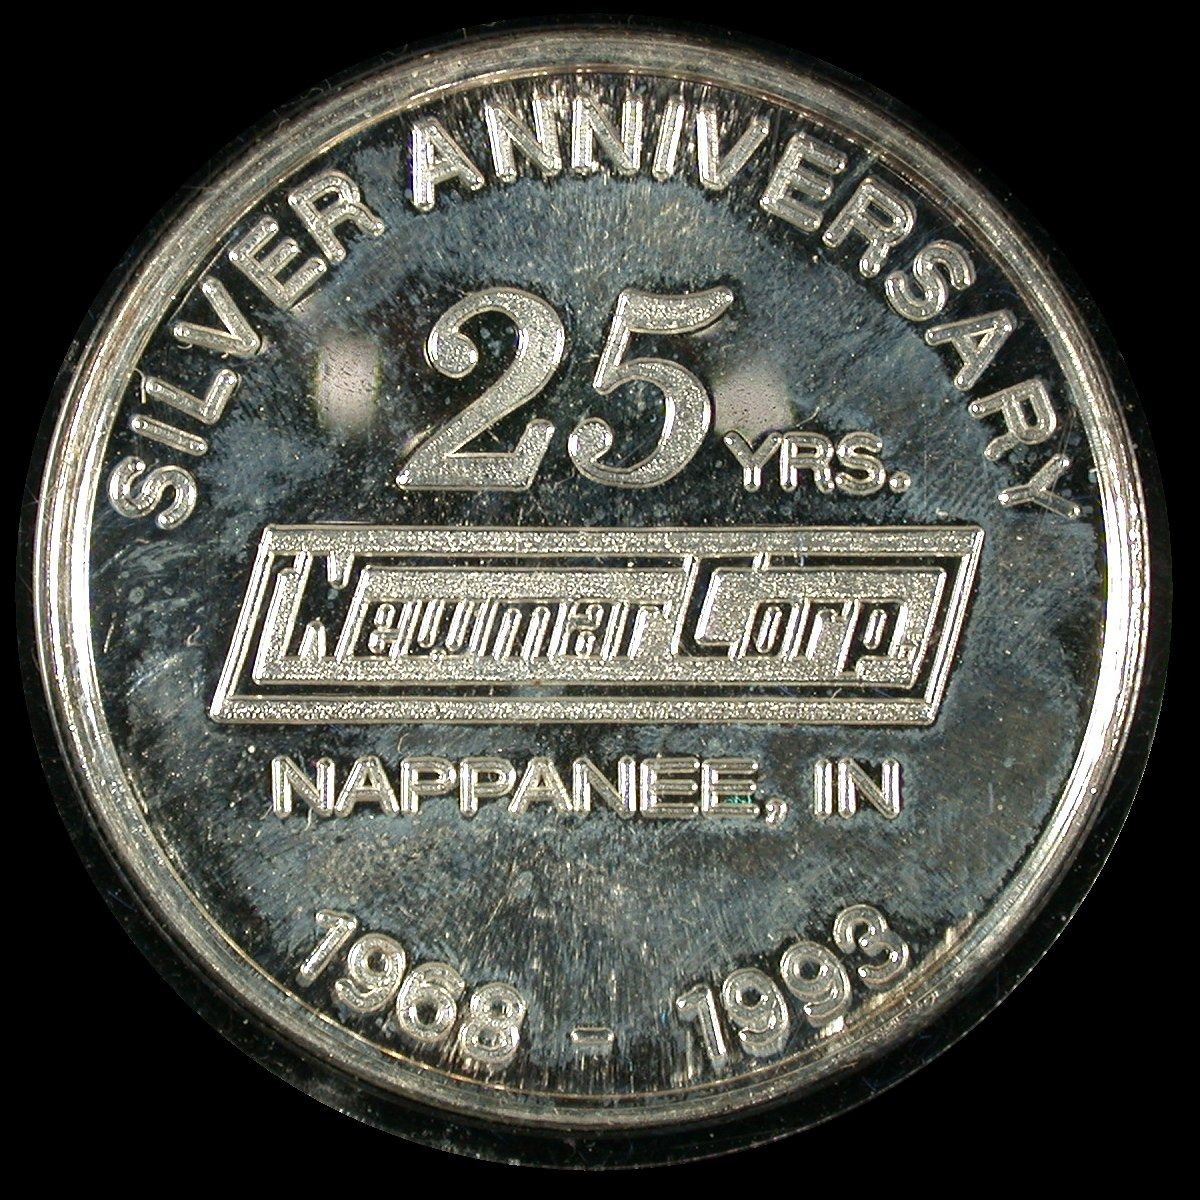 SILVER ANNIVERSARY
25 YRS.
Newmar Corp.
NAPPANEE, IN
1968 - 1993